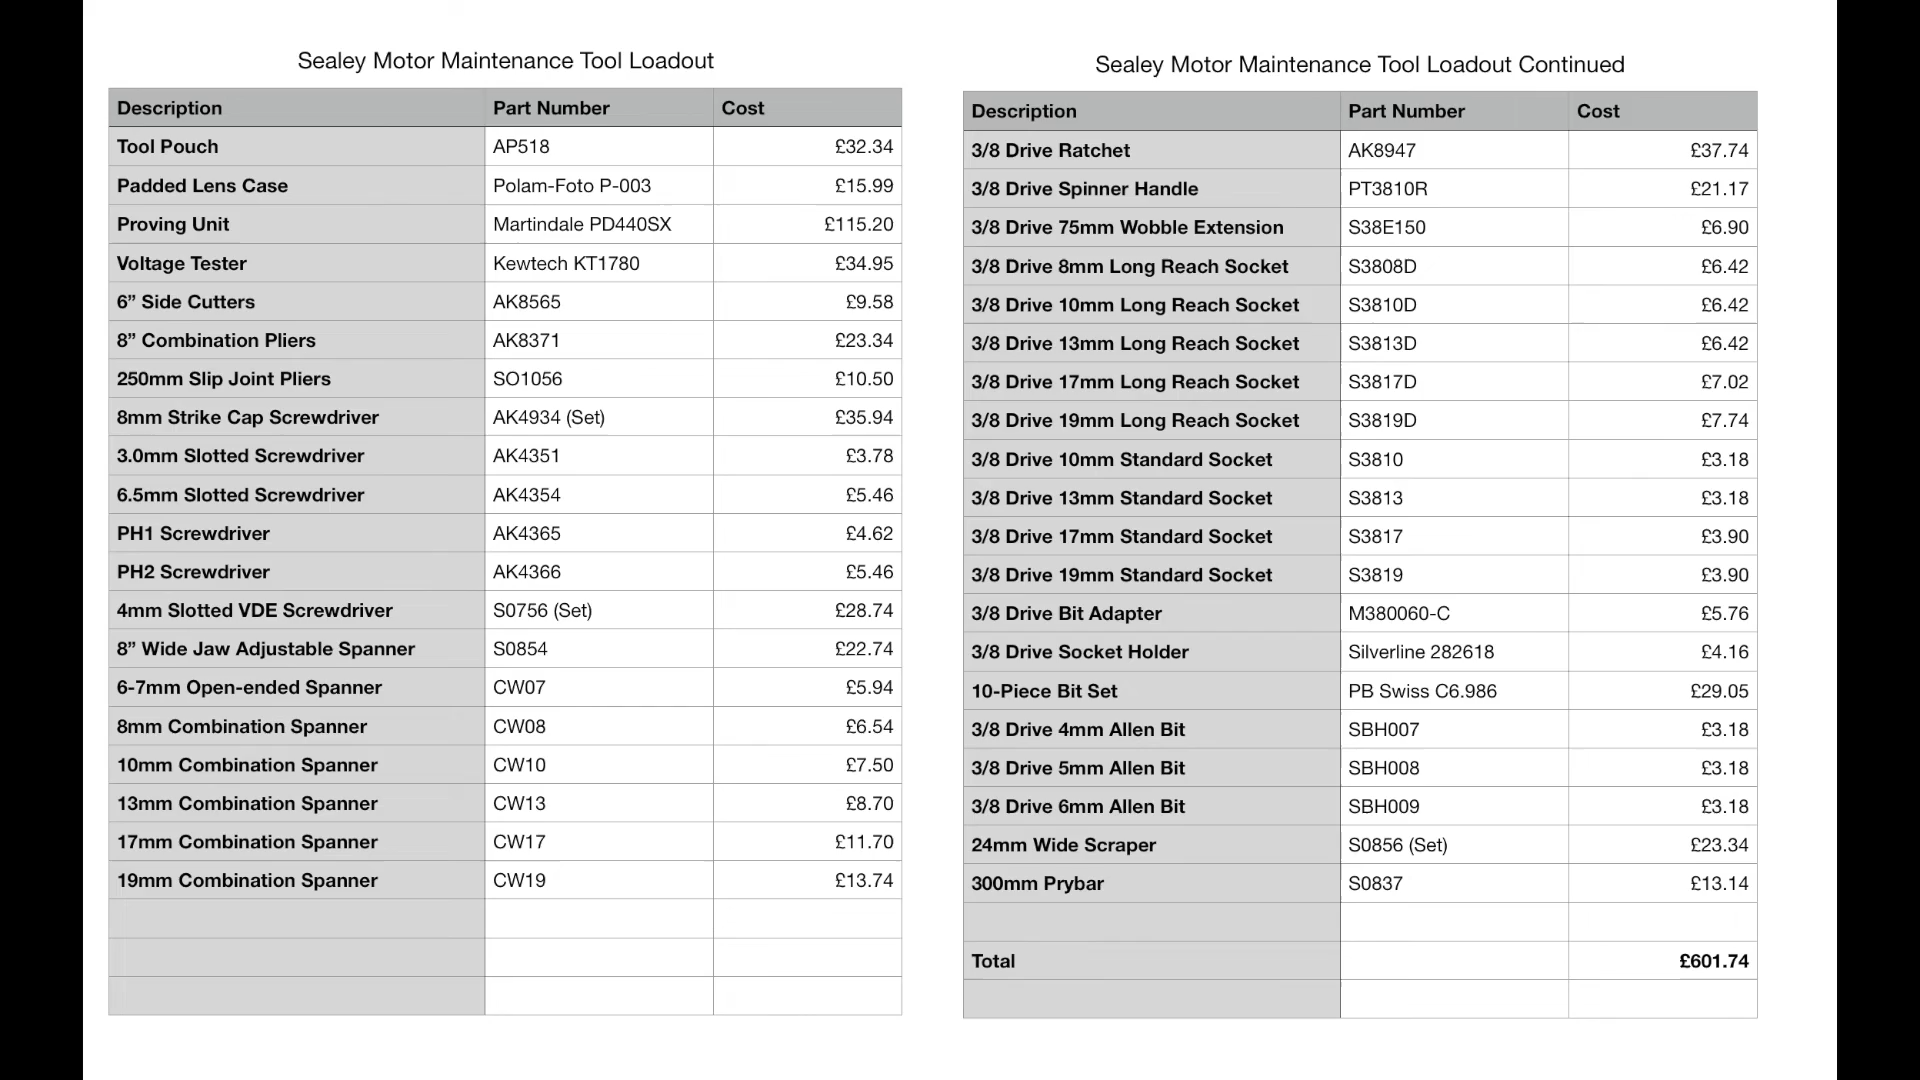 Sealey Motor Maintenance Tool Loadout
Description Part Number Cost
Tool Pouch AP518 £32.34
Padded Lens Case Polam-Foto P-003 £15.99
Proving Unit Martindale PD440SX £115.20
Voltage Tester Kewtech KT1780 £34.95
6” Side Cutters AK8565 £9.58
8” Combination Pliers AK8371 £23.34
250mm Slip Joint Pliers SO1056 £10.50
8mm Strike Cap Screwdriver AK4934 (Set) £35.94
3.0mm Slotted Screwdriver AK4351 £3.78
6.5mm Slotted Screwdriver AK4354 £5.46
PH1 Screwdriver AK4365 £4.62
PH2 Screwdriver AK4366 £5.46
4mm Slotted VDE Screwdriver S0756 (Set) £28.74
8” Wide Jaw Adjustable Spanner S0854 £22.74
6-7mm Open-ended Spanner CW07 £5.94
8mm Combination Spanner CW08 £6.54
10mm Combination Spanner CW10 £7.50
13mm Combination Spanner CW13 £8.70
17mm Combination Spanner CW17 £11.70
19mm Combination Spanner CW19 £13.74
Sealey Motor Maintenance Tool Loadout Continued
Description Part Number Cost
3/8 Drive Ratchet AK8947 £37.74
3/8 Drive Spinner Handle PT3810R £21.17
3/8 Drive 75mm Wobble Extension S38E150 £6.90
3/8 Drive 8mm Long Reach Socket S3808D £6.42
3/8 Drive 10mm Long Reach Socket S3810D £6.42
3/8 Drive 13mm Long Reach Socket S3813D £6.42
3/8 Drive 17mm Long Reach Socket S3817D £7.02
3/8 Drive 19mm Long Reach Socket S3819D £7.74
3/8 Drive 10mm Standard Socket S3810 £3.18
3/8 Drive 13mm Standard Socket S3813 £3.18
3/8 Drive 17mm Standard Socket S3817 £3.90
3/8 Drive 19mm Standard Socket S3819 £3.90
3/8 Drive Bit Adapter M380060-C £5.76
3/8 Drive Socket Holder Silverline 282618 £4.16
10-Piece Bit Set PB Swiss C6.986 £29.05
3/8 Drive 4mm Allen Bit SBH007 £3.18
3/8 Drive 5mm Allen Bit SBH008 £3.18
3/8 Drive 6mm Allen Bit SBH009 £3.18
24mm Wide Scraper S0856 (Set) £23.34
300mm Prybar S0837 £13.14
Total £601.74